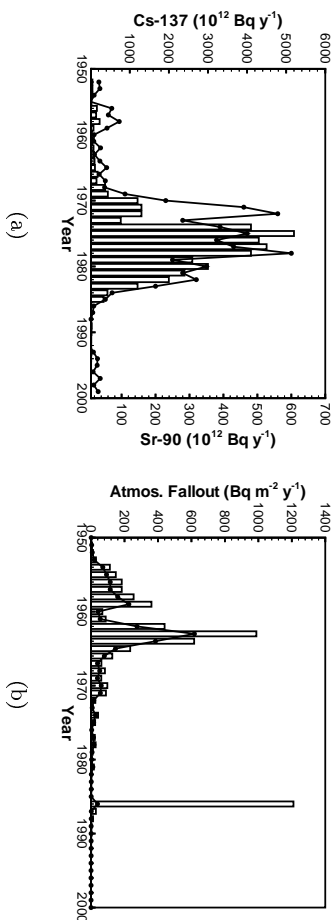 Cs-137 (10¹² Bq y⁻¹)
0 1000 2000 3000 4000 5000 6000
1950 1960 1970 1980 1990 2000
Year
0 100 200 300 400 500 600 700
Sr-90 (10¹² Bq y⁻¹)
(a)
Atmos. Fallout (Bq m⁻² y⁻¹)
0 200 400 600 800 1000 1200 1400
1950 1960 1970 1980 1990 2000
Year
(b)